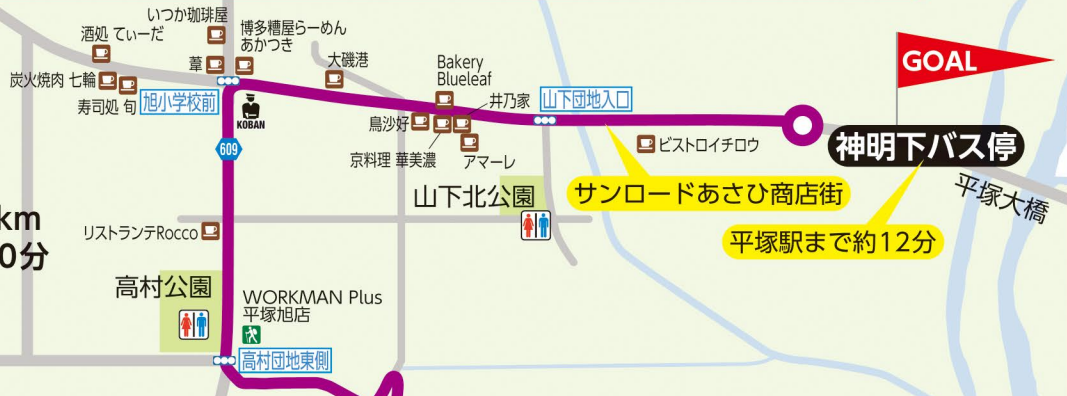 いつか珈琲屋
酒処 てぃーだ
博多糟屋らーめん
あかつき
葦
大磯港
炭火焼肉 七輪
寿司処 旬
旭小学校前
KOBAN
Bakery
Blueleaf
井乃家
鳥沙好
京料理 華美濃
アマーレ
山下団地入口
ビストロイチロウ
GOAL
神明下バス停
平塚大橋
609
山下北公園
サンロードあさひ商店街
平塚駅まで約12分
km
0分
リストランテRocco
高村公園
WORKMAN Plus
平塚旭店
高村団地東側